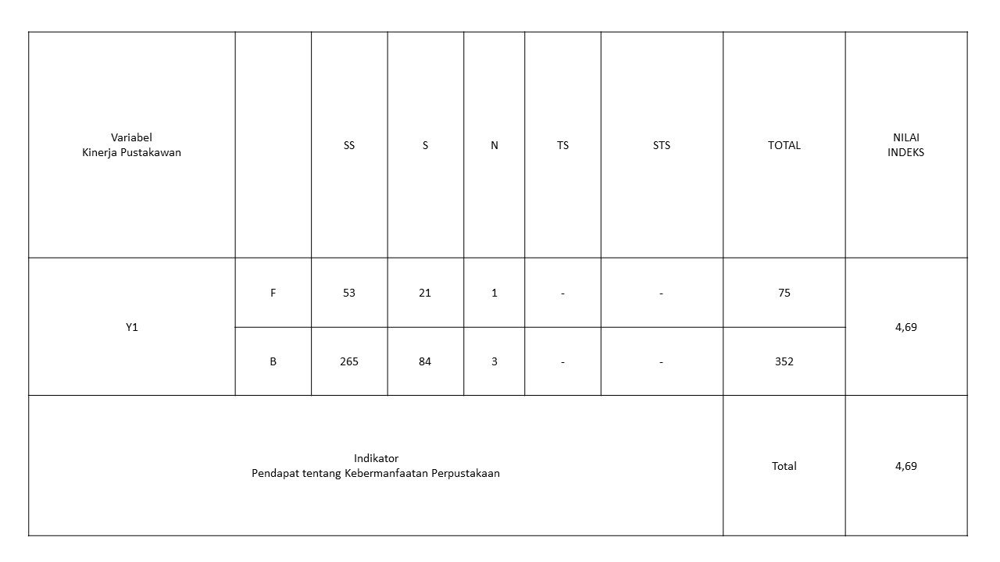 Variabel
Kinerja Pustakawan
SS S N TS STS TOTAL NILAI
INDEKS
Y1 F 53 21 1 - - 75 4,69
B 265 84 3 - - 352
Indikator
Pendapat tentang Kebermanfaatan Perpustakaan
Total 4,69